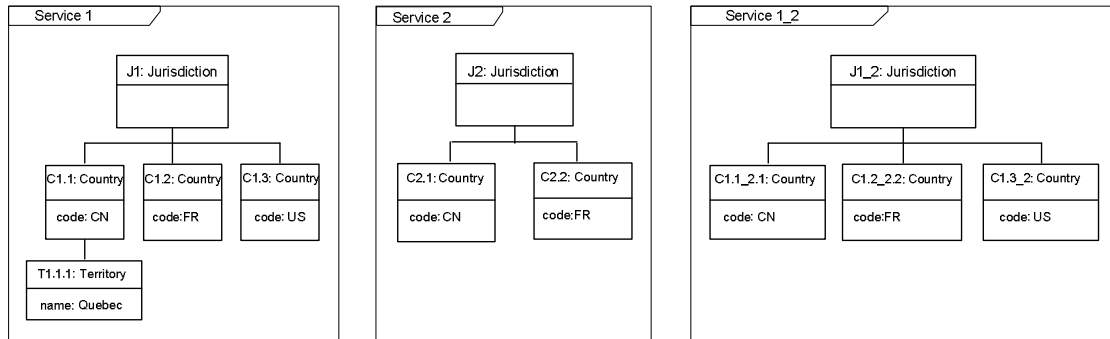 Service 1
J1: Jurisdiction
C1.1: Country
code: CN
C1.2: Country
code:FR
C1.3: Country
code: US
T1.1.1: Territory
name: Quebec
Service 2
J2: Jurisdiction
C2.1: Country
code: CN
C2.2: Country
code:FR
Service 1_2
J1_2: Jurisdiction
C1.1_2.1: Country
code: CN
C1.2_2.2: Country
code:FR
C1.3_2: Country
code: US